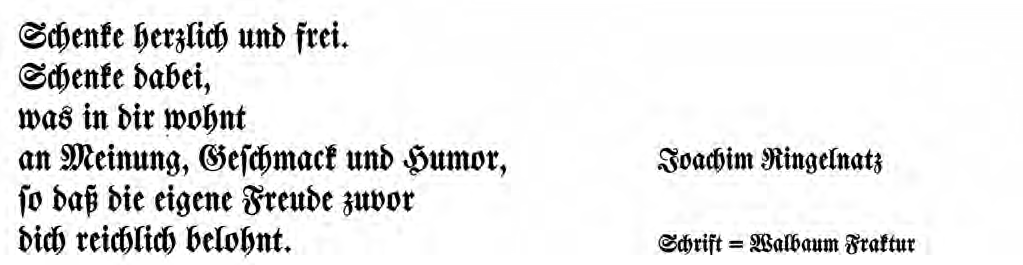 Schenke herzlich und frei.
Schenke dabei,
was in dir wohnt
an Meinung, Geſchmack und Humor,
ſo daß die eigene Freude zuvor
dich reichlich belohnt.
Joachim Ringelnatz
Schrift = Walbaum Fraktur